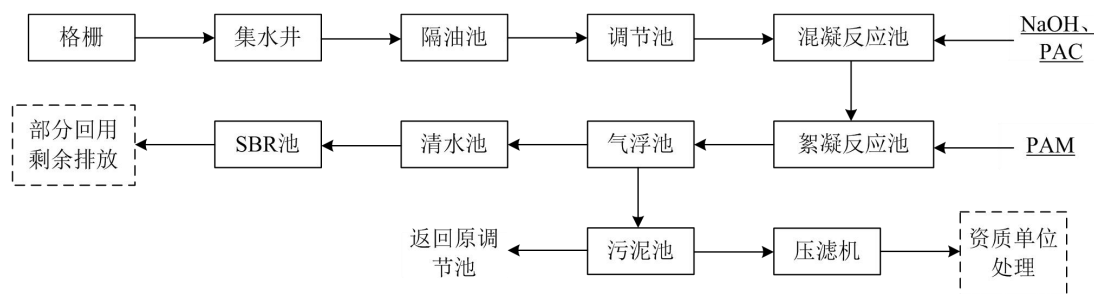 格栅
集水井
隔油池
调节池
混凝反应池
NaOH、
PAC
部分回用
剩余排放
SBR池
清水池
气浮池
絮凝反应池
PAM
返回原调
节池
污泥池
压滤机
资质单位
处理